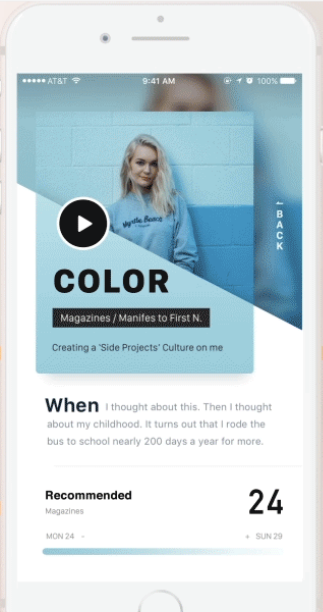 AT&T 9:41 AM 100%
BACK
COLOR
Magazines / Manifes to First N.
Creating a ‘Side Projects’ Culture on me
When I thought about this. Then I thought
about my childhood. It turns out that I rode the
bus to school nearly 200 days a year for more.
Recommended
Magazines
24
MON 24 - + SUN 29